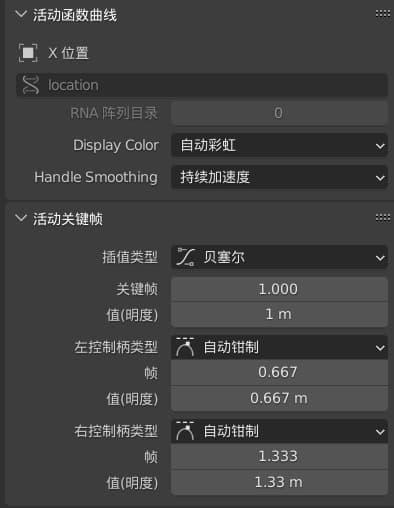 活动函数曲线
X 位置
location
RNA 阵列目录 0
Display Color 自动彩虹
Handle Smoothing 持续加速度
活动关键帧
插值类型 贝塞尔
关键帧 1.000
值(明度) 1 m
左控制柄类型 自动钳制
帧 0.667
值(明度) 0.667 m
右控制柄类型 自动钳制
帧 1.333
值(明度) 1.33 m